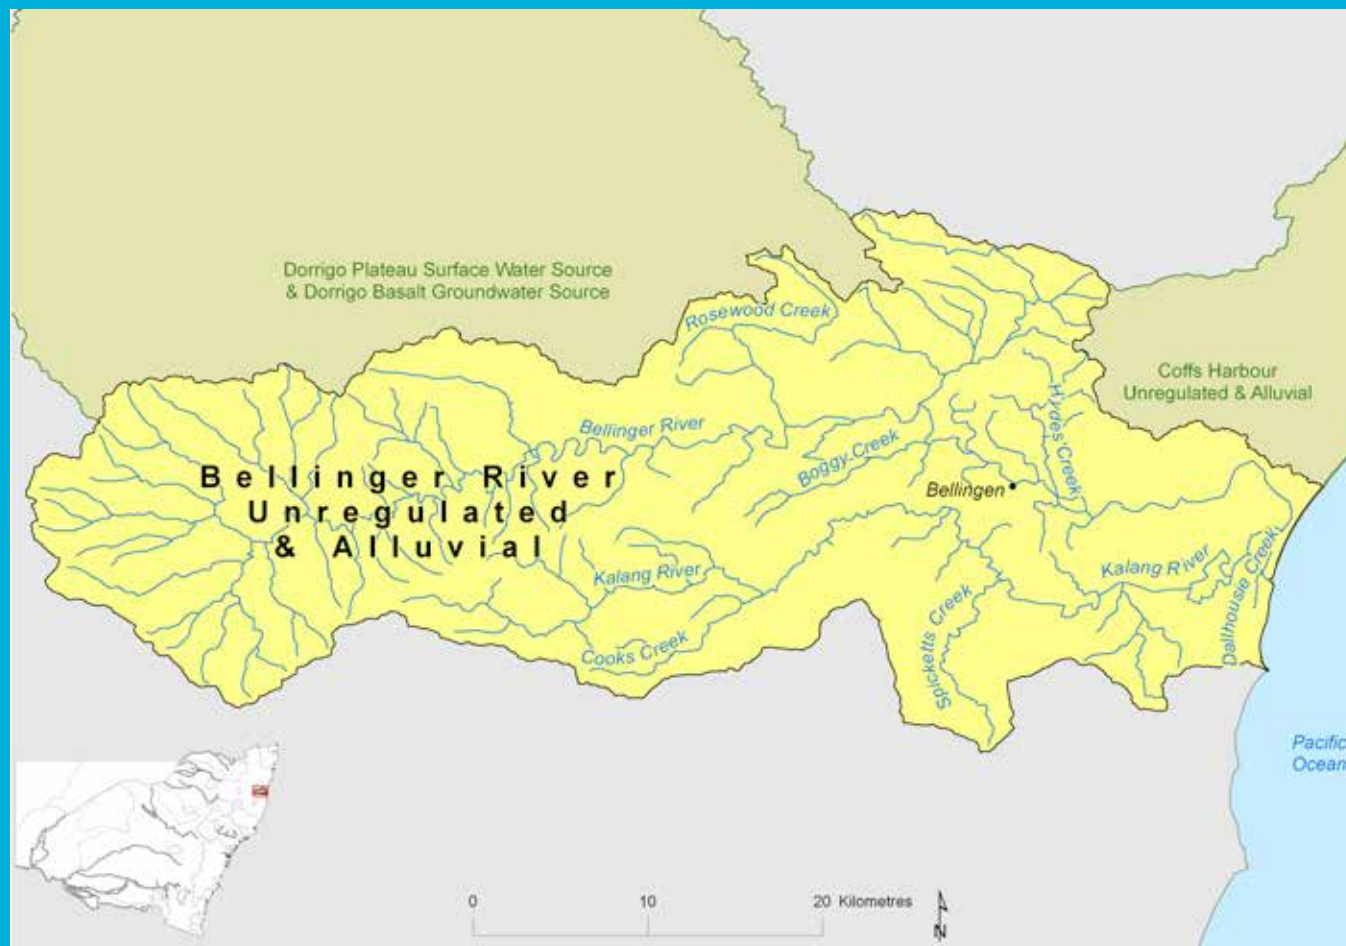 Dorrigo Plateau Surface Water Source
& Dorrigo Basalt Groundwater Source
Rosewood Creek
Coffs Harbour
Unregulated & Alluvial
Hydes Creek
Bellinger River
Boggy Creek
Bellinger River
Unregulated
& Alluvial
Bellingen
Kalang River
Kalang River
Dallhousie Creek
Spicketts Creek
Cooks Creek
Pacific
Ocean
0 10 20 Kilometres
N